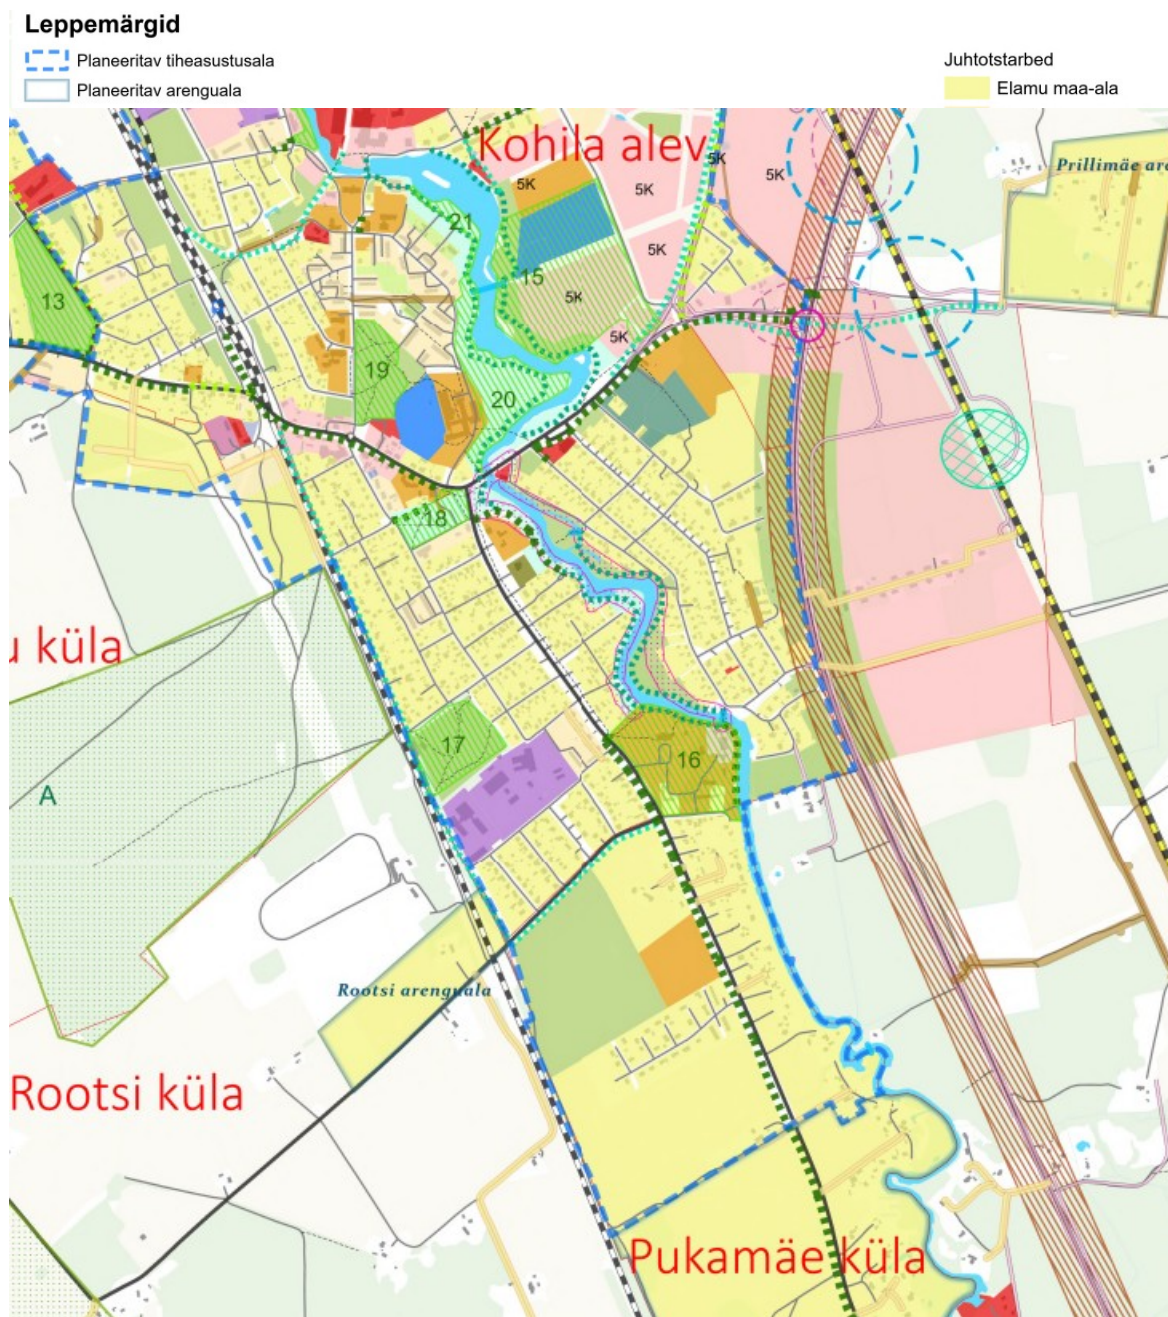 Leppemärgid
Planeeritav tiheasustusala
Planeeritav arenguala
Juhtotstarbed
Elamu maa-ala
Kohila alev
5K
5K
5K
5K
Prillimäe are
21
5K
15
5K
13
5K
19
20
18
u küla
17
16
A
Rootsi arenguala
Rootsi küla
Pukamäe küla